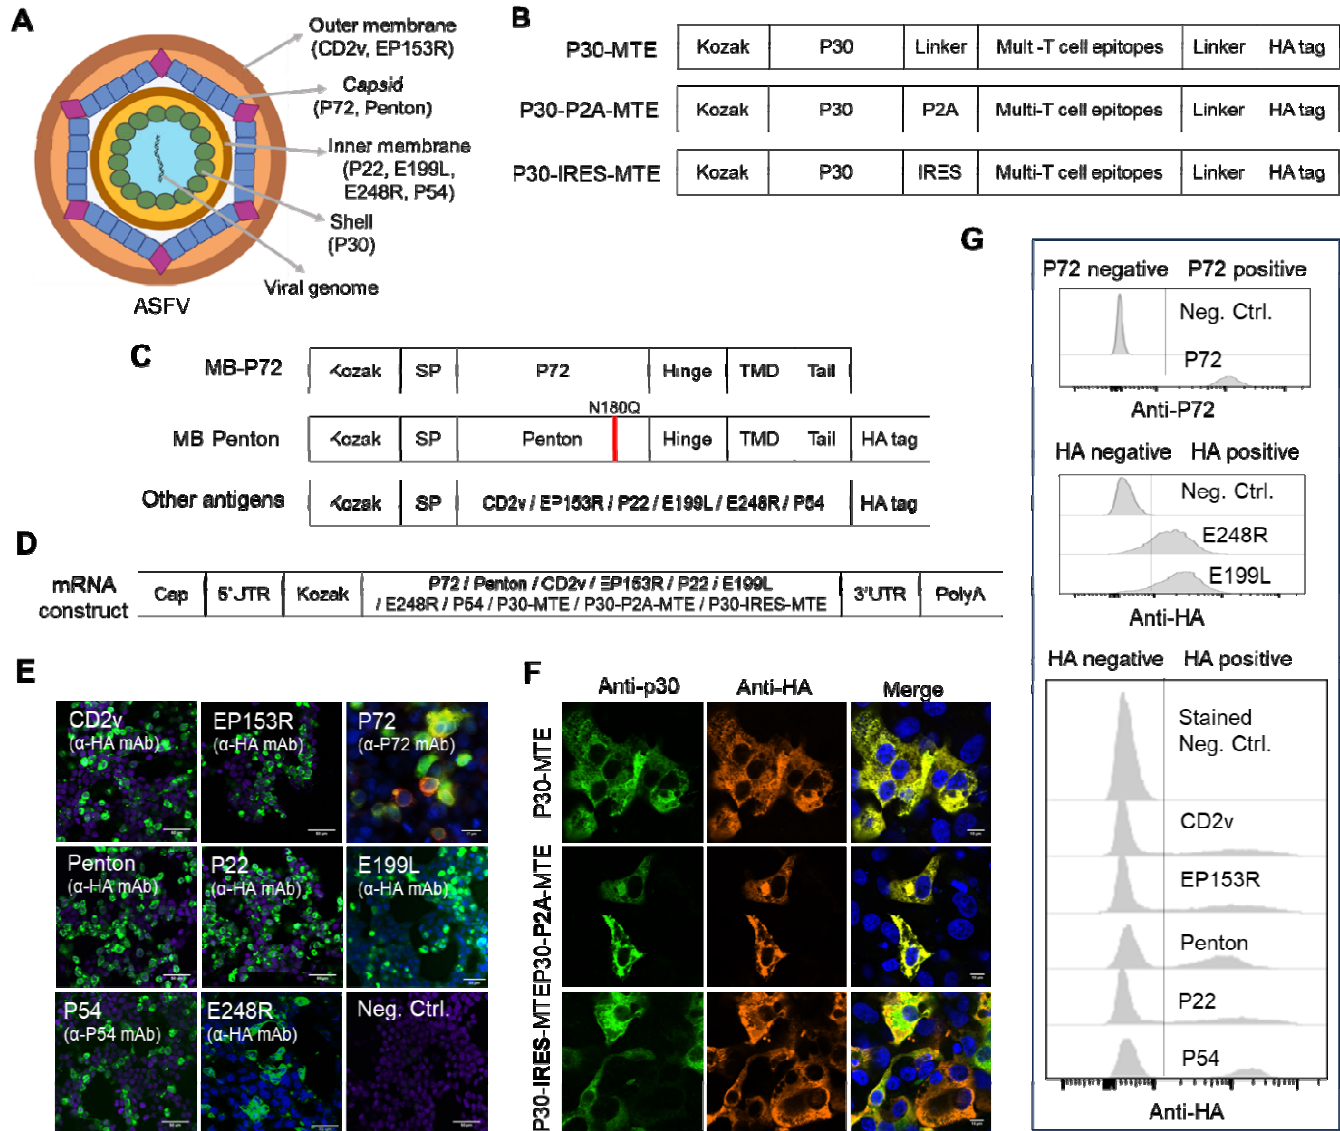 A
Outer membrane
(CD2v, EP153R)
Capsid
(P72, Penton)
Inner membrane
(P22, E199L,
E248R, P54)
Shell
(P30)
Viral genome
ASFV
B
P30-MTE
Kozak P30 Linker Mult -T cell epitopes Linker HA tag
P30-P2A-MTE
Kozak P30 P2A Multi-T cell epitopes Linker HA tag
P30-IRES-MTE
Kozak P30 IRES Multi-T cell epitopes Linker HA tag
C
MB-P72
Kozak SP P72 Hinge TMD Tail
N180Q
MB Penton
Kozak SP Penton Hinge TMD Tail HA tag
Other antigens
Kozak SP CD2v / EP153R / P22 / E199L / E248R / P54 HA tag
D
mRNA
construct
Cap 5'UTR Kozak
P72 / Penton / CD2v / EP153R / P22 / E199L
/ E248R / P54 / P30-MTE / P30-P2A-MTE / P30-IRES-MTE
3'UTR PolyA
E
CD2v
(α-HA mAb)
EP153R
(α-HA mAb)
P72
(α-P72 mAb)
Penton
(α-HA mAb)
P22
(α-HA mAb)
E199L
(α-HA mAb)
P54
(α-P54 mAb)
E248R
(α-HA mAb)
Neg. Ctrl.
F
Anti-p30 Anti-HA Merge
P30-MTE
P30-P2A-MTE
P30-IRES-MTE
G
P72 negative P72 positive
Neg. Ctrl.
P72
Anti-P72
HA negative HA positive
Neg. Ctrl.
E248R
E199L
Anti-HA
HA negative HA positive
Stained
Neg. Ctrl.
CD2v
EP153R
Penton
P22
P54
Anti-HA